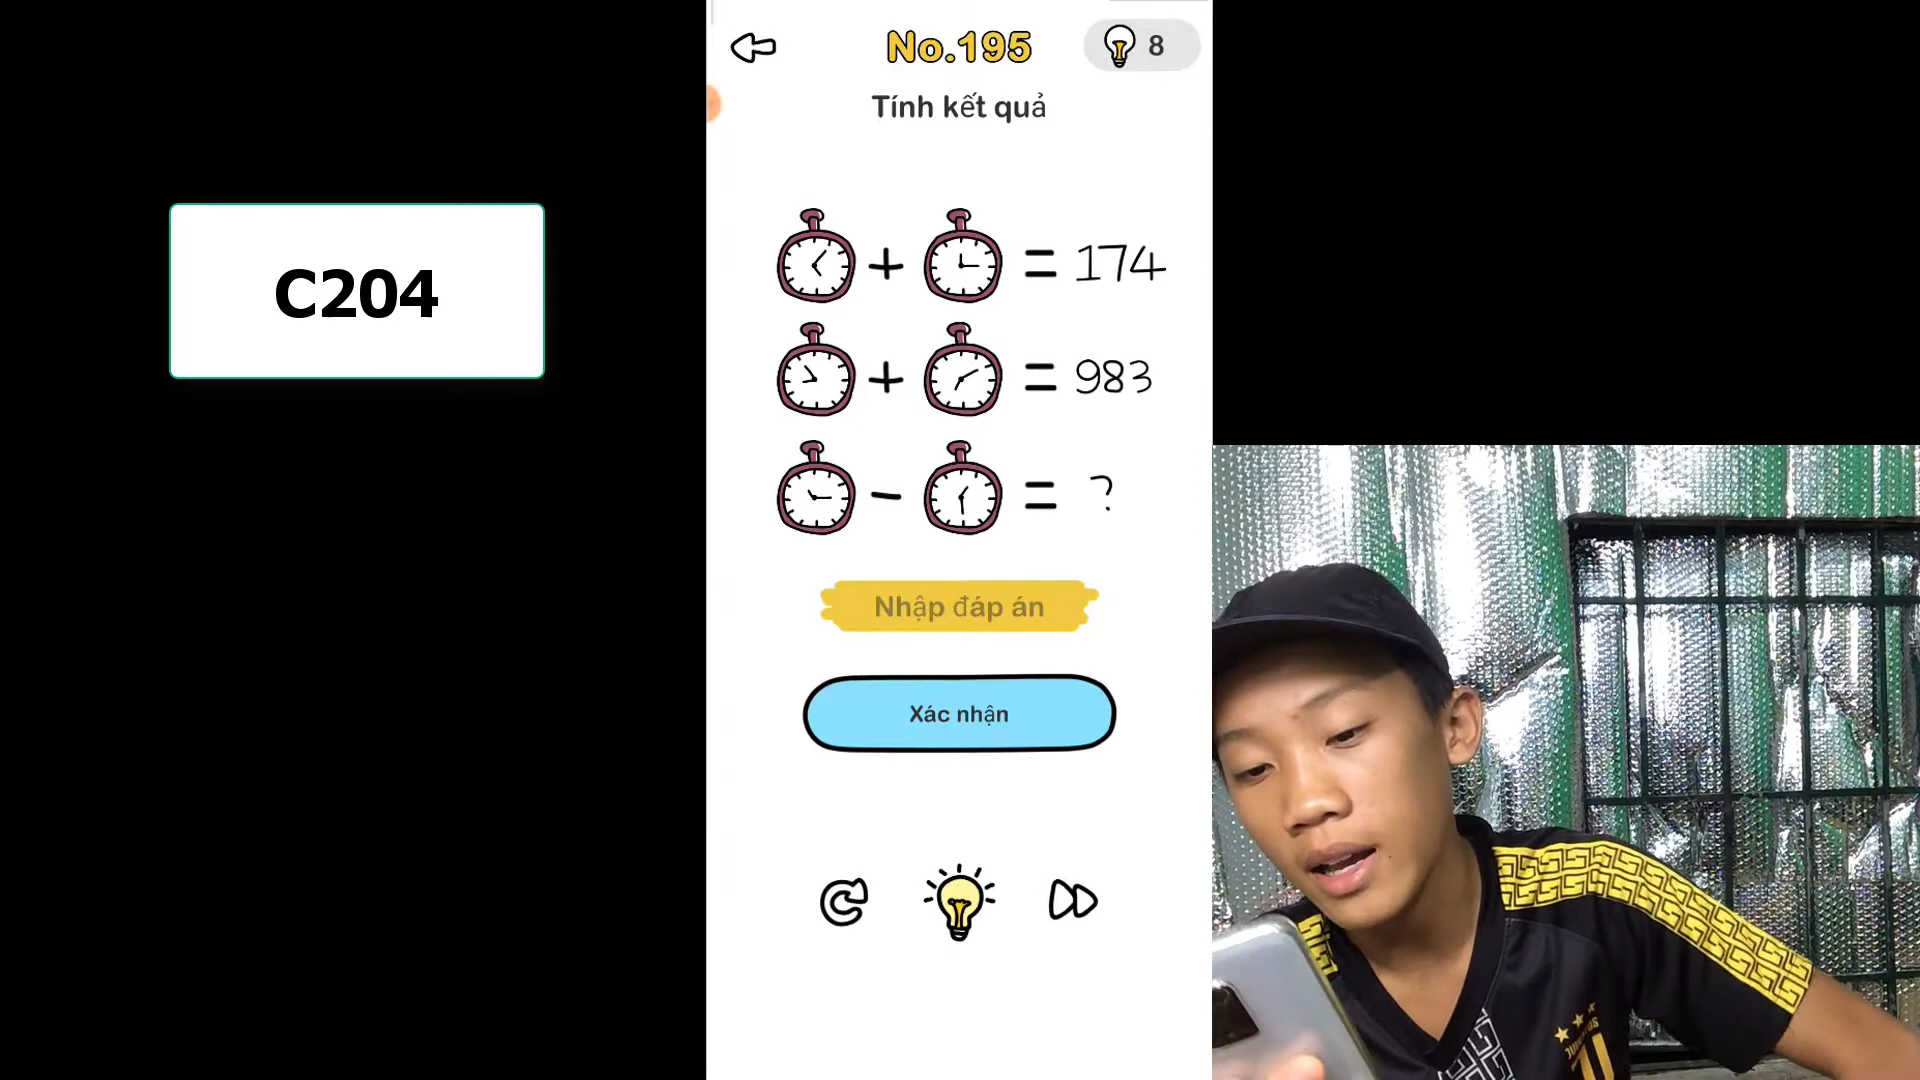 No.195
8
Tính kết quả
C204
+ = 174
+ = 983
- = ?
Nhập đáp án
Xác nhận